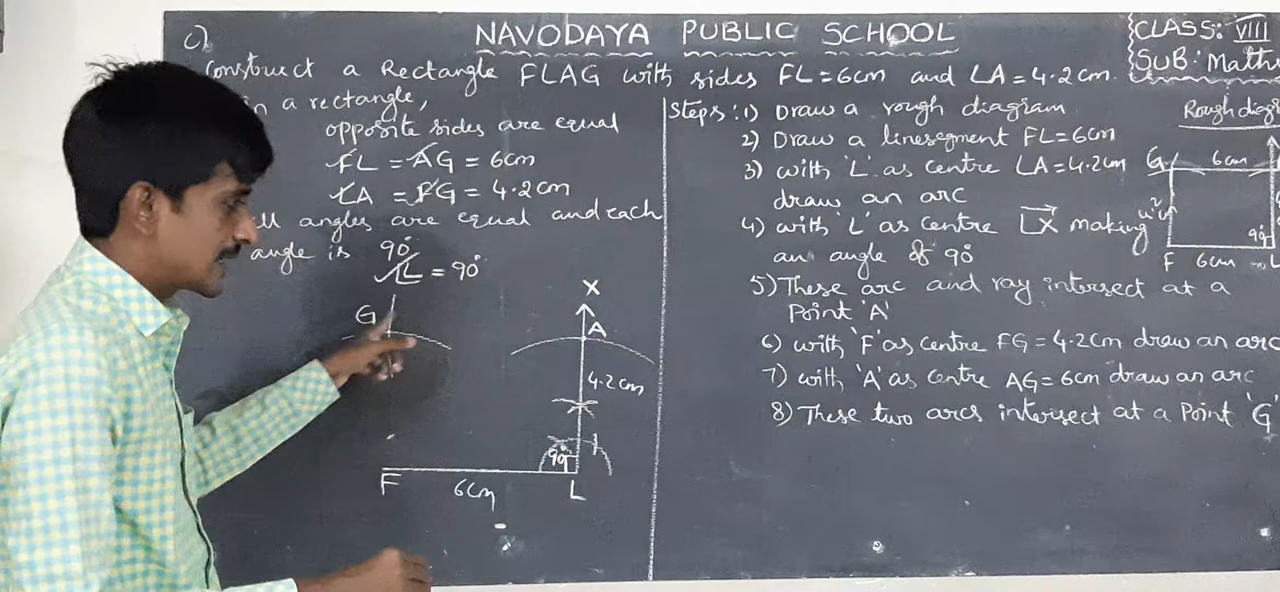 NAVODAYA PUBLIC SCHOOL
CLASS: VIII
SUB: Maths
c)
Construct a Rectangle FLAG with sides FL=6cm and LA=4.2cm.
in a rectangle,
opposite sides are equal
FL = AG = 6cm
LA = FG = 4.2cm
angles are equal and each
angle is 90°
∠L = 90°
G
X
A
4.2cm
90°
F
6cm
L
Steps: 1) Draw a rough diagram
2) Draw a linesegment FL=6cm
3) with 'L' as centre LA=4.2cm
draw an arc
4) with 'L' as centre LX making
an angle of 90°
5) These arc and ray intersect at a
Point 'A'
6) with 'F' as centre FG = 4.2cm draw an arc
7) with 'A' as centre AG=6cm draw an arc
8) These two arcs intersect at a Point 'G'
Rough
G
6cm
90°
F
6cm
L